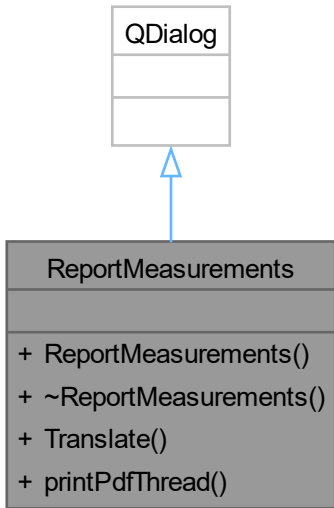 QDialog
ReportMeasurements
+ ReportMeasurements()
+ ~ReportMeasurements()
+ Translate()
+ printPdfThread()